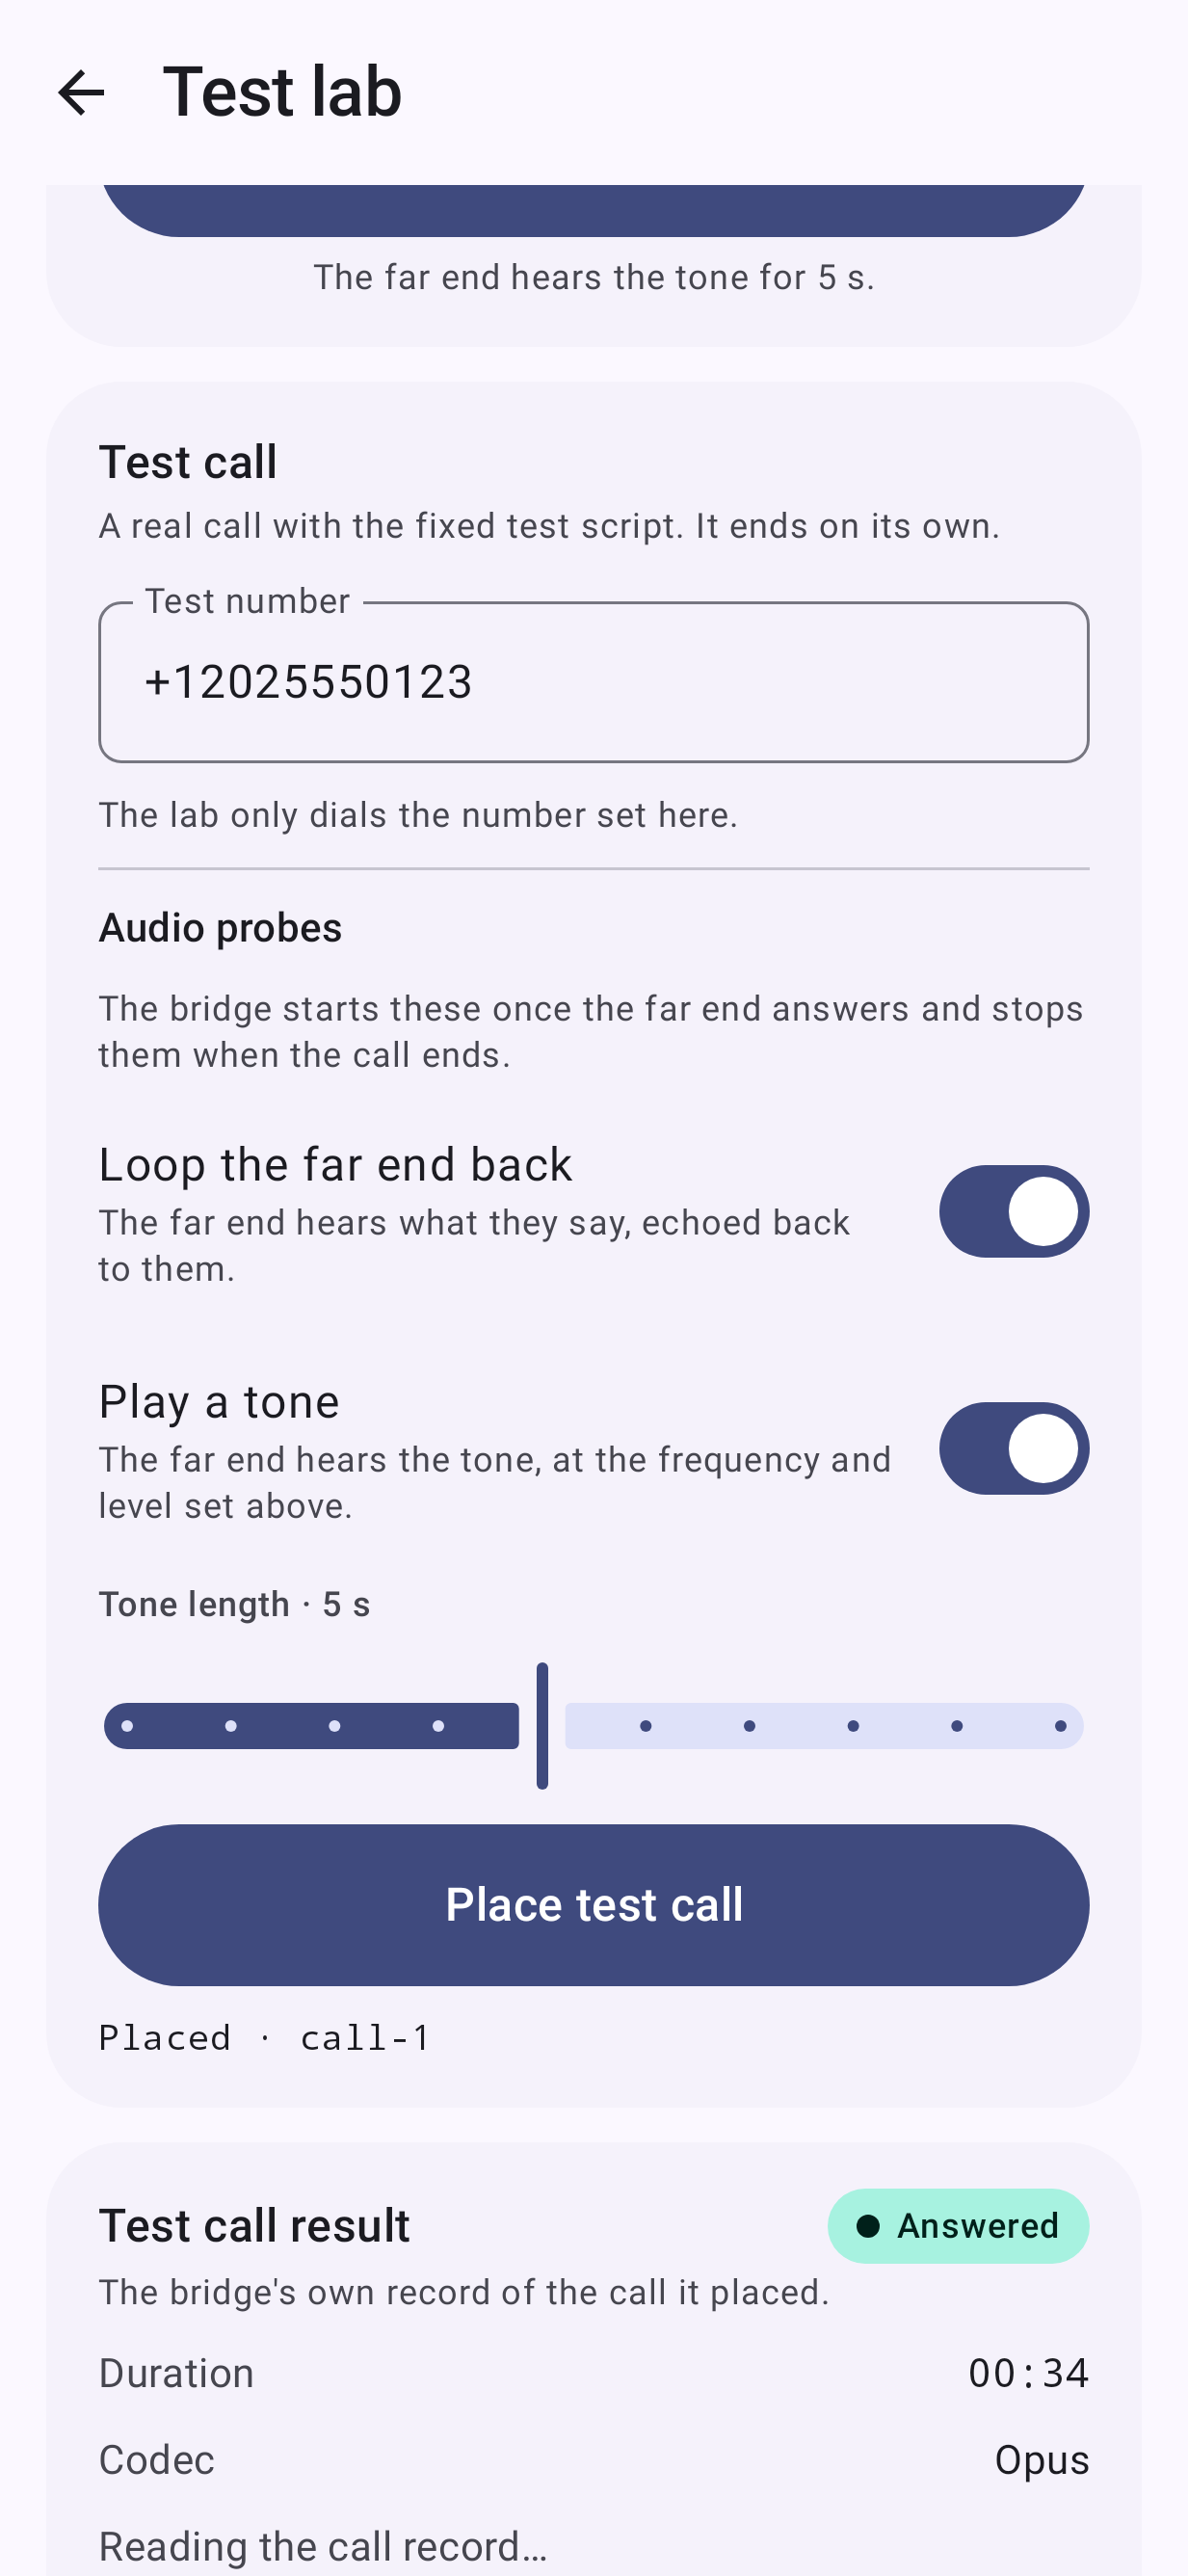 Test lab
The far end hears the tone for 5 s.
Test call
A real call with the fixed test script. It ends on its own.
Test number
+12025550123
The lab only dials the number set here.
Audio probes
The bridge starts these once the far end answers and stops
them when the call ends.
Loop the far end back
The far end hears what they say, echoed back
to them.
Play a tone
The far end hears the tone, at the frequency and
level set above.
Tone length · 5 s
Place test call
Placed · call-1
Test call result
Answered
The bridge's own record of the call it placed.
Duration 00:34
Codec Opus
Reading the call record…